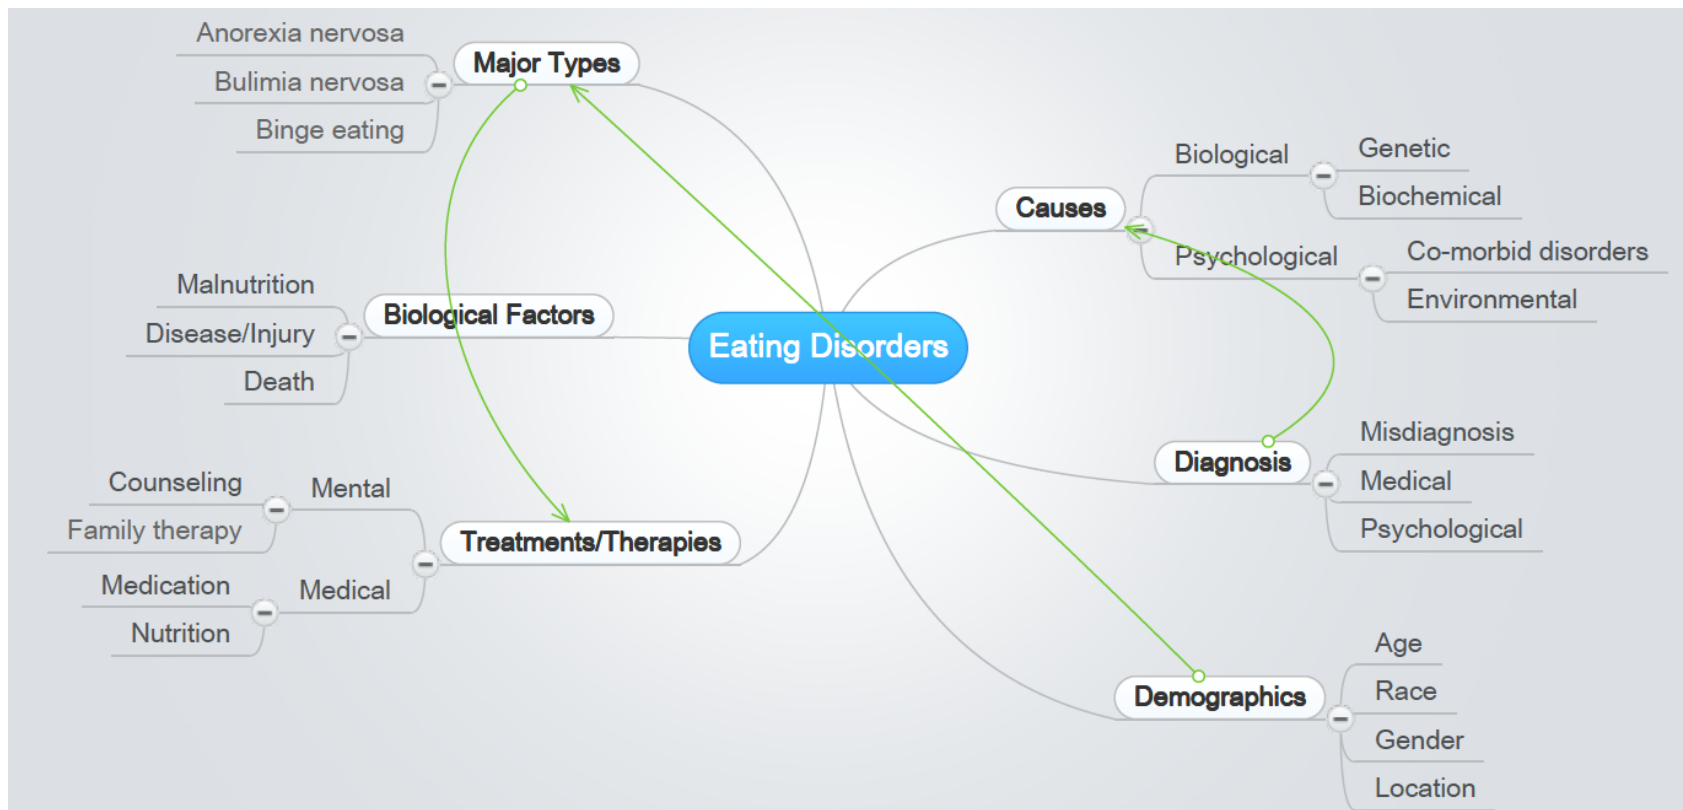 Eating Disorders
Major Types
Anorexia nervosa
Bulimia nervosa
Binge eating
Biological Factors
Malnutrition
Disease/Injury
Death
Treatments/Therapies
Mental
Counseling
Family therapy
Medical
Medication
Nutrition
Causes
Biological
Genetic
Biochemical
Psychological
Co-morbid disorders
Environmental
Diagnosis
Misdiagnosis
Medical
Psychological
Demographics
Age
Race
Gender
Location